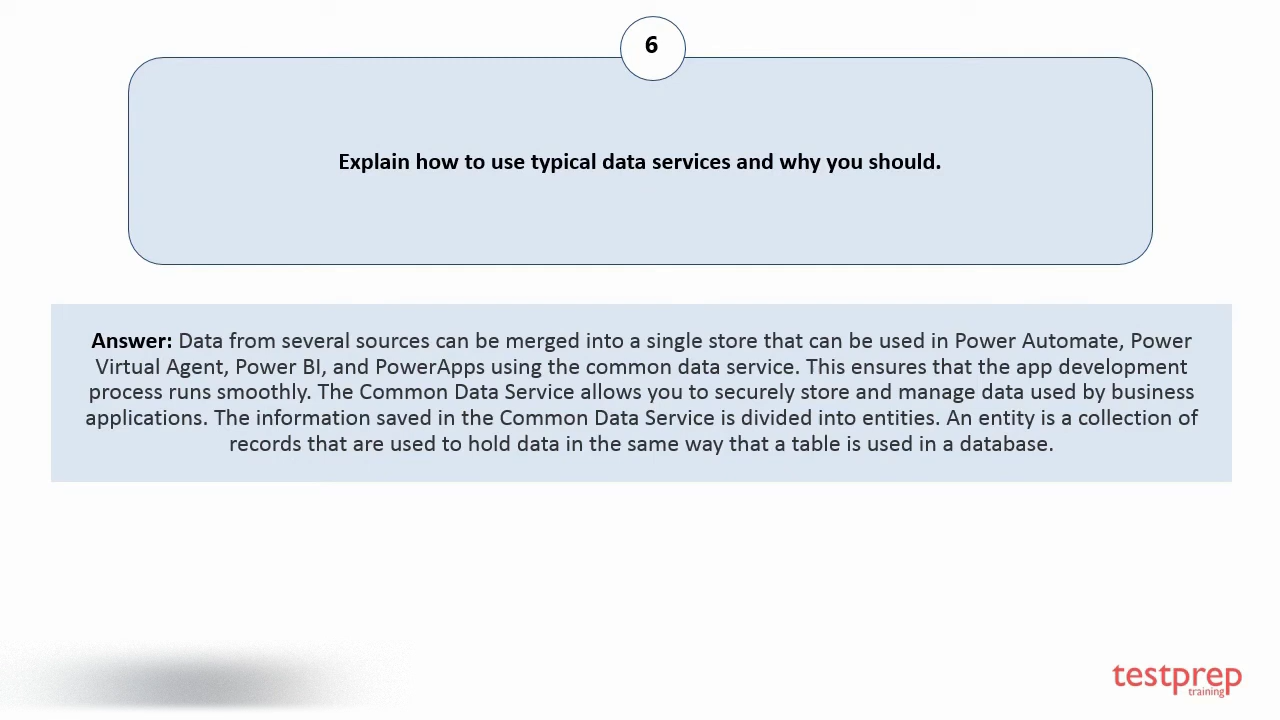 6
Explain how to use typical data services and why you should.
Answer: Data from several sources can be merged into a single store that can be used in Power Automate, Power
Virtual Agent, Power BI, and PowerApps using the common data service. This ensures that the app development
process runs smoothly. The Common Data Service allows you to securely store and manage data used by business
applications. The information saved in the Common Data Service is divided into entities. An entity is a collection of
records that are used to hold data in the same way that a table is used in a database.
testprep
training